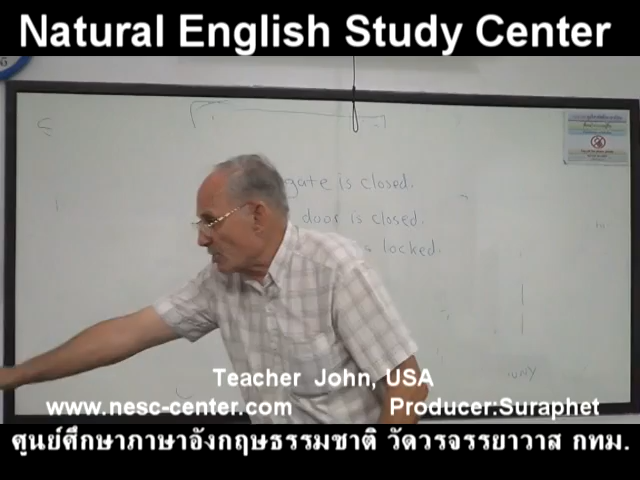 Natural English Study Center
gate is closed.
door is closed.
s locked.
Teacher John, USA
www.nesc-center.com Producer:Suraphet
ศูนย์ศึกษาภาษาอังกฤษธรรมชาติ วัดวรจรรยาวาส กทม.